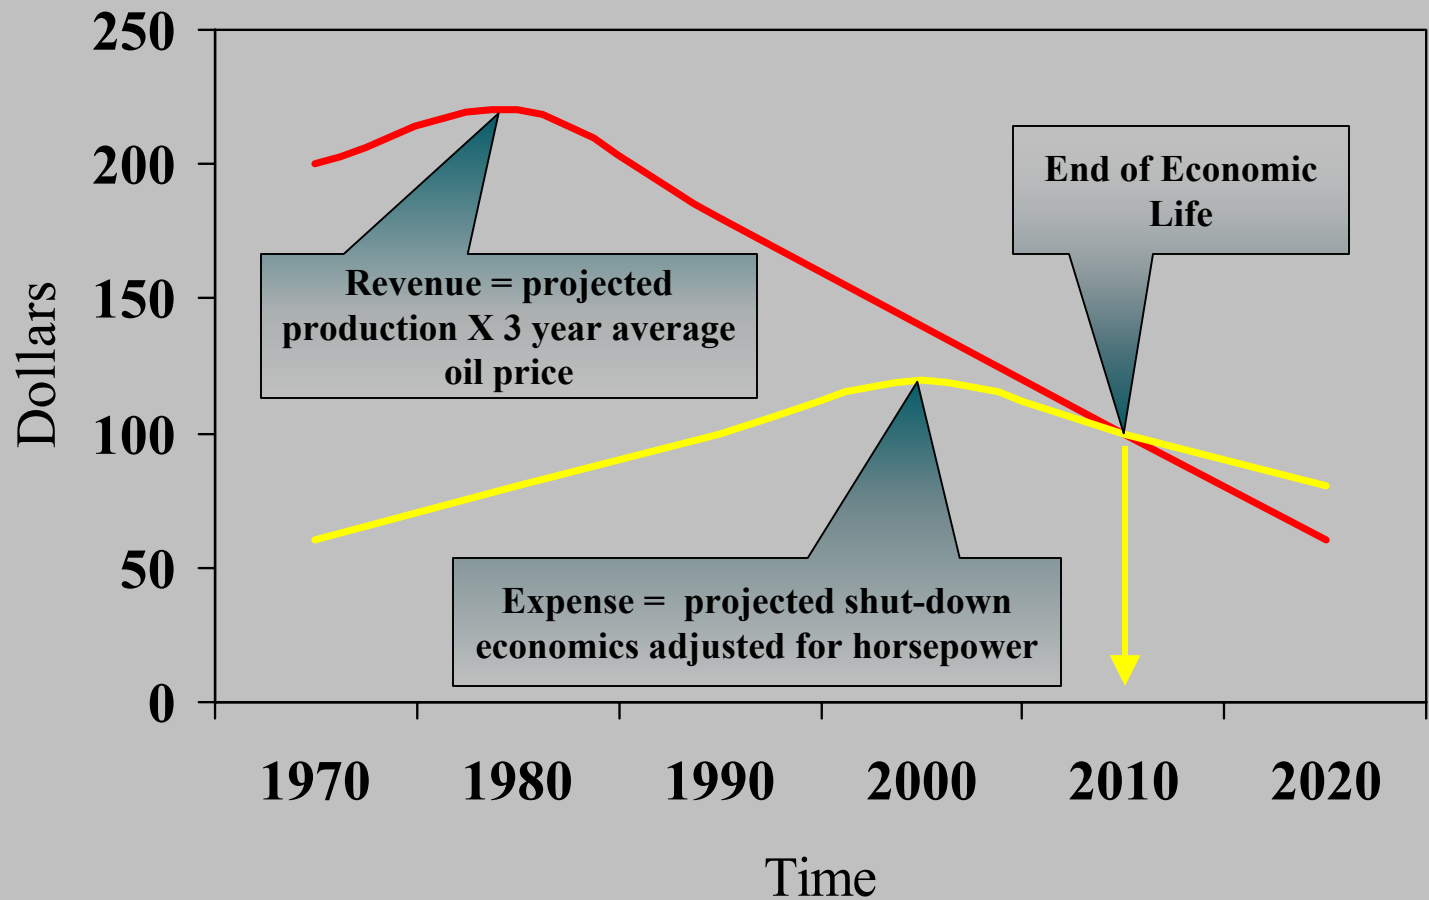 250
200
150
100
50
0
Dollars
End of Economic
Life
Revenue = projected
production X 3 year average
oil price
Expense = projected shut-down
economics adjusted for horsepower
1970 1980 1990 2000 2010 2020
Time